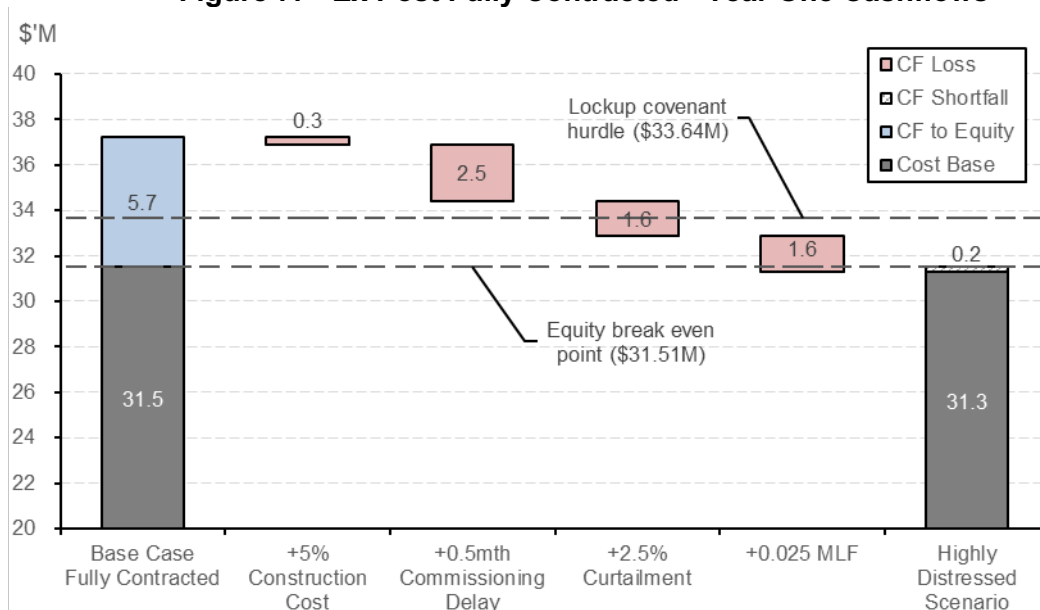 Ex Post Fully Contracted Year One Cashflows
$'M
40
38
36
34
32
30
28
26
24
22
20
CF Loss
CF Shortfall
CF to Equity
Cost Base
Lockup covenant
hurdle ($33.64M)
Equity break even
point ($31.51M)
5.7
31.5
0.3
2.5
1.6
1.6
0.2
31.3
Base Case
Fully Contracted
+5%
Construction
Cost
+0.5mth
Commissioning
Delay
+2.5%
Curtailment
+0.025 MLF
Highly
Distressed
Scenario